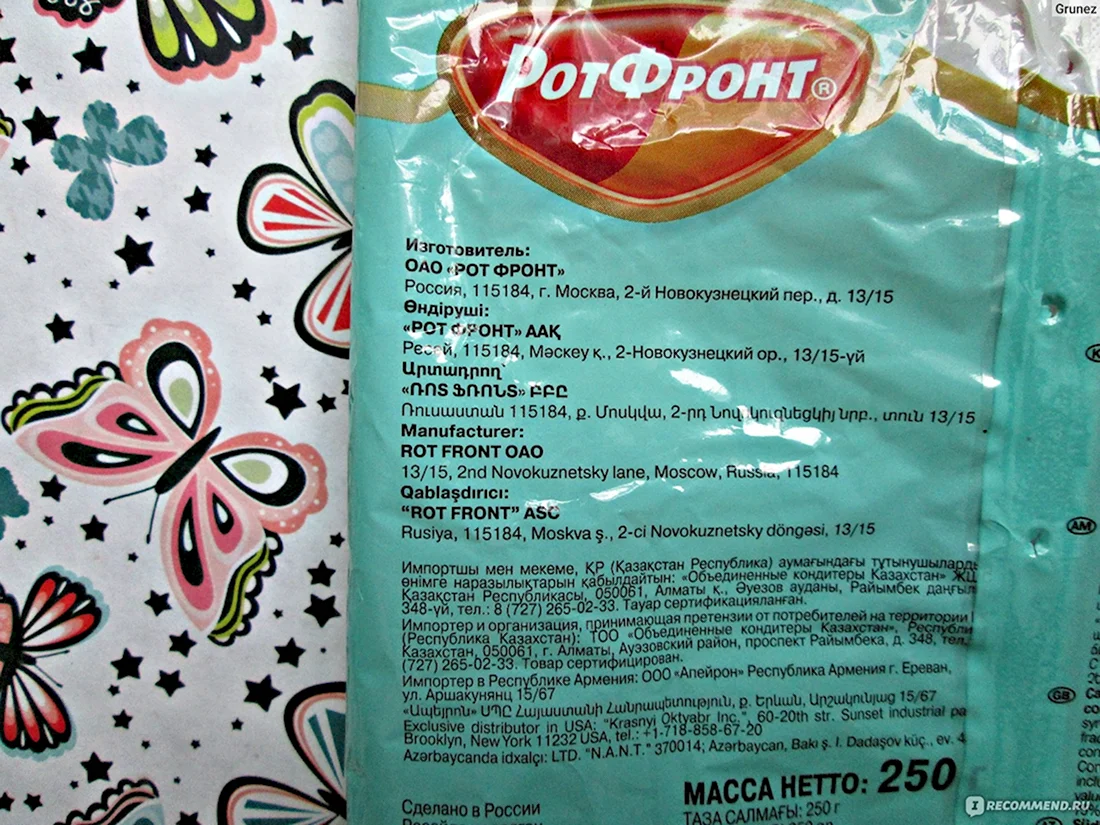 Grunez
РотФронт®
Изготовитель:
ОАО «РОТ ФРОНТ»
Россия, 115184, г. Москва, 2-й Новокузнецкий пер., д. 13/15
Өндіруші:
«РОТ ФРОНТ» ААҚ
Ресей, 115184, Мәскеу қ., 2-Новокузнецкий ор., 13/15-үй
Արտադրող՝
«ՌՈՏ ՖՌՈՆՏ» ԲԲԸ
Ռուսաստան 115184, ք. Մոսկվա, 2-րդ Նովոկուզնեցկիյ նրբ., տուն 13/15
Manufacturer:
ROT FRONT OAO
13/15, 2nd Novokuznetsky lane, Moscow, Russia, 115184
Qablaşdırıcı:
“ROT FRONT” ASC
Rusiya, 115184, Moskva ş., 2-ci Novokuznetsky döngəsi, 13/15
Импортшы мен мекеме, ҚР (Қазақстан Республика) аумағындағы тұтынушылард
өнімге наразылықтарын қабылдайтын: «Объединенные кондитеры Казахстан» ЖШ
Қазақстан Республикасы, 050061, Алматы қ., Әуезов ауданы, Райымбек даңғыл
348-үй, тел.: 8 (727) 265-02-33. Тауар сертификацияланған.
Импортер и организация, принимающая претензии от потребителей на территории
(Республика Казахстан): ТОО «Объединенные кондитеры Казахстан», Республи
Казахстан, 050061, г. Алматы, Ауэзовский район, проспект Райымбека, д. 348, тел.
(727) 265-02-33. Товар сертифицирован.
Импортер в Республике Армения: ООО «Апейрон» Республика Армения г. Ереван,
ул. Аршакунянц 15/67
«Ապեյրոն» ՍՊԸ Հայաստանի Հանրապետություն, ք. Երևան, Արշակունյաց 15/67
Exclusive distributor in USA: "Krasnyi Oktyabr Inc.", 60-20th str. Sunset industrial pa
Brooklyn, New York 11232 USA, tel.: +1-718-858-67-20
Azərbaycanda idxalçı: LTD. "N.A.N.T." 370014; Azərbaycan, Bakı ş. I. Dadaşov küç., ev. 4
МАССА НЕТТО: 250
ТАЗА САЛМАҒЫ: 250 г
Сделано в России
AM
GB
IRECOMMEND.RU